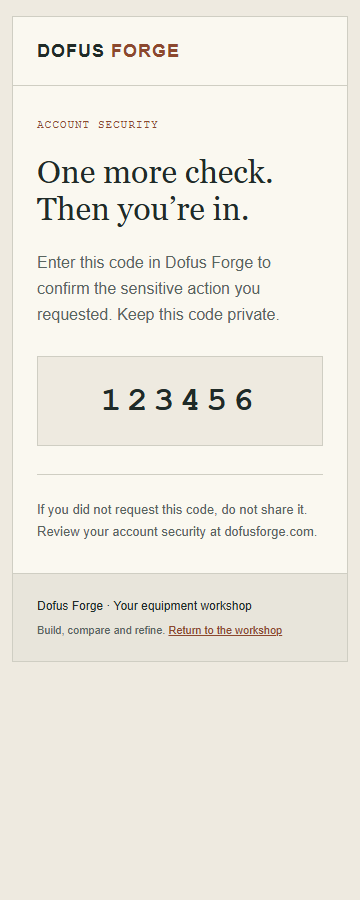 DOFUS FORGE
ACCOUNT SECURITY
One more check.
Then you’re in.
Enter this code in Dofus Forge to
confirm the sensitive action you
requested. Keep this code private.
123456
If you did not request this code, do not share it.
Review your account security at dofusforge.com.
Dofus Forge · Your equipment workshop
Build, compare and refine. Return to the workshop